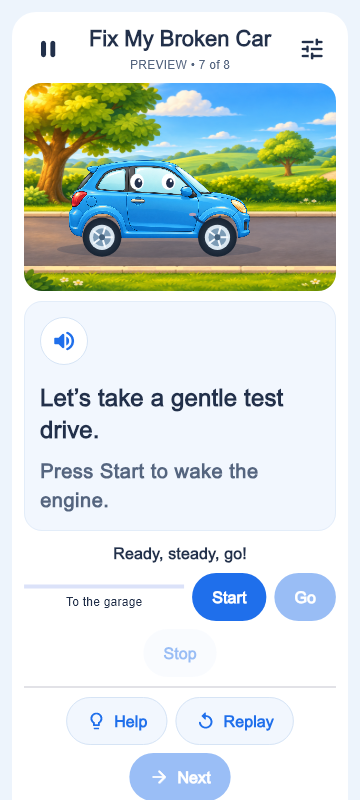 Fix My Broken Car
PREVIEW • 7 of 8
Let’s take a gentle test
drive.
Press Start to wake the
engine.
Ready, steady, go!
To the garage
Start
Go
Stop
Help
Replay
Next